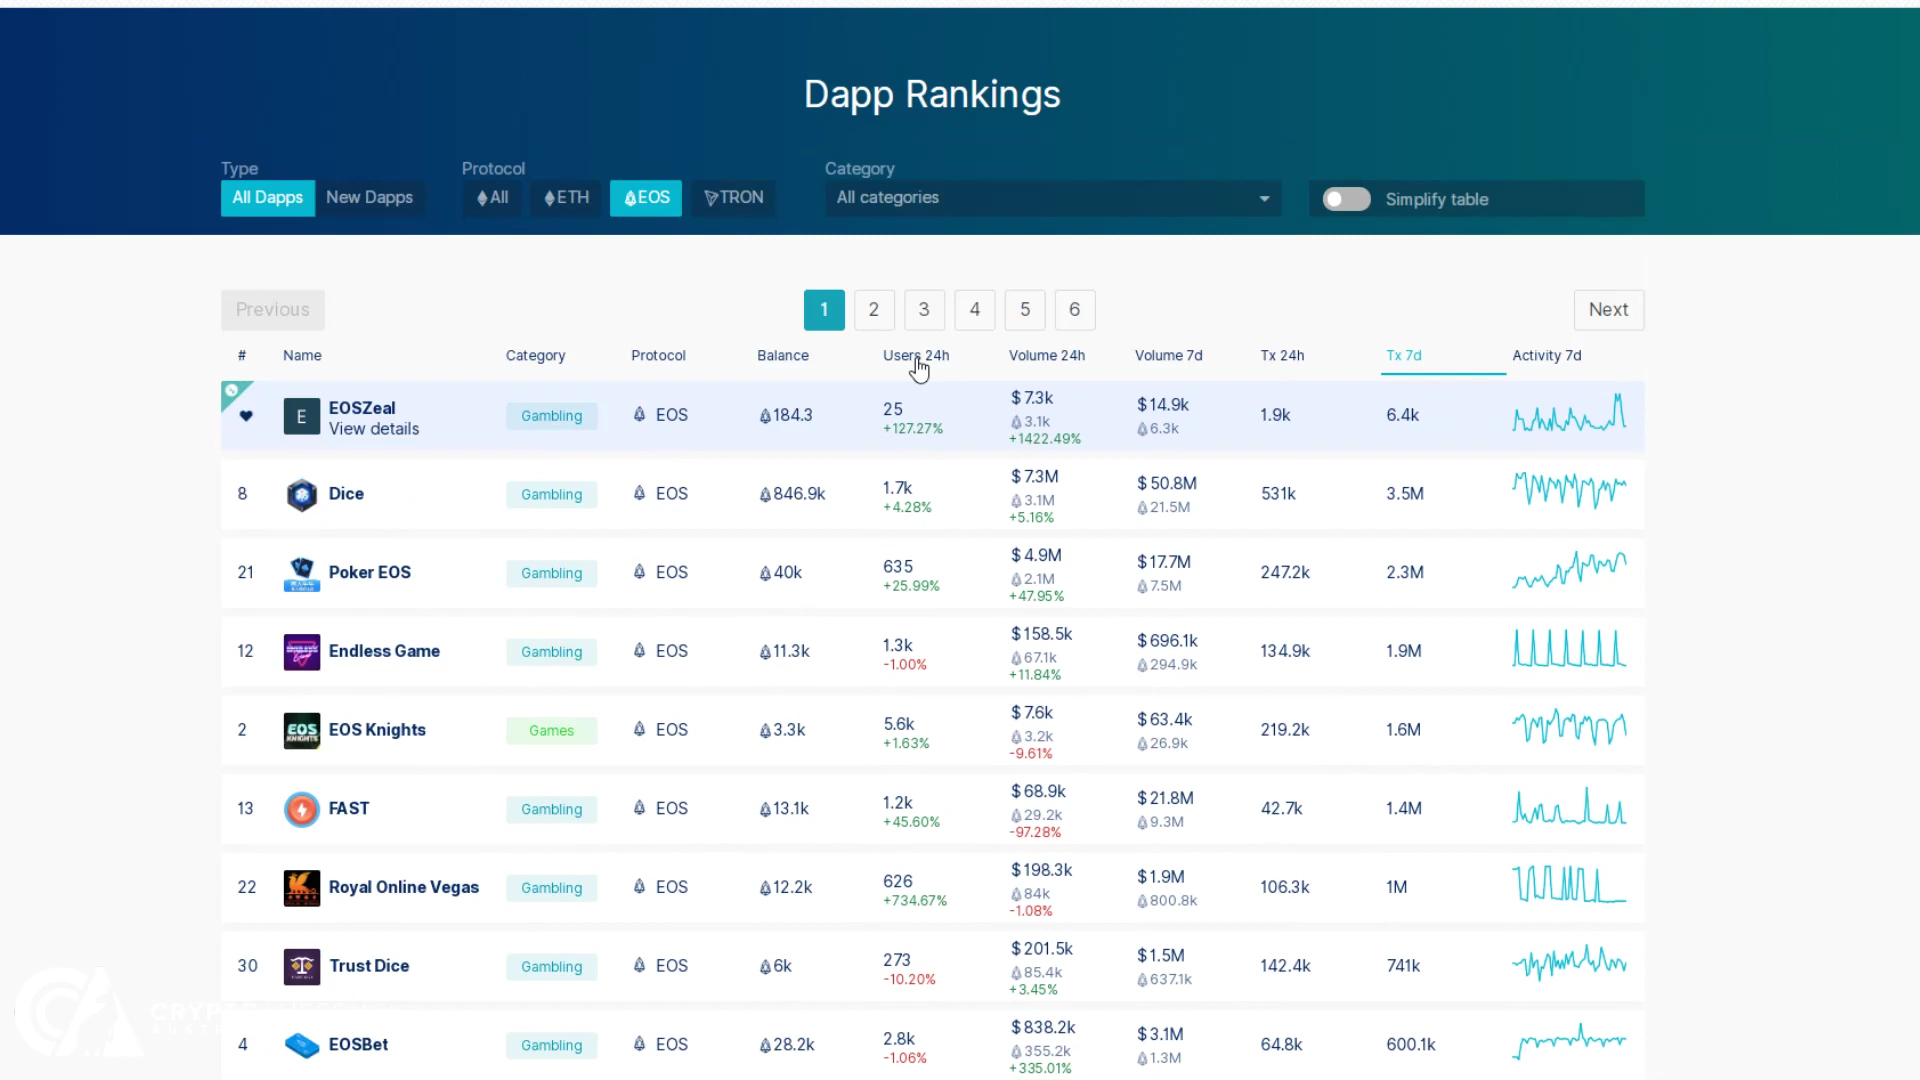 Dapp Rankings
Type Protocol Category
All Dapps New Dapps All ETH EOS TRON All categories Simplify table
Previous 1 2 3 4 5 6 Next
# Name Category Protocol Balance Users 24h Volume 24h Volume 7d Tx 24h Tx 7d Activity 7d
E EOSZeal View details Gambling EOS 184.3 25 +127.27% $7.3k 3.1k +1422.49% $14.9k 6.3k 1.9k 6.4k
8 Dice Gambling EOS 846.9k 1.7k +4.28% $7.3M 3.1M +5.16% $50.8M 21.5M 531k 3.5M
21 Poker EOS Gambling EOS 40k 635 +25.99% $4.9M 2.1M +47.95% $17.7M 7.5M 247.2k 2.3M
12 Endless Game Gambling EOS 11.3k 1.3k -1.00% $158.5k 67.1k +11.84% $696.1k 294.9k 134.9k 1.9M
2 EOS KNIGHTS EOS Knights Games EOS 3.3k 5.6k +1.63% $7.6k 3.2k -9.61% $63.4k 26.9k 219.2k 1.6M
13 FAST Gambling EOS 13.1k 1.2k +45.60% $68.9k 29.2k -97.28% $21.8M 9.3M 42.7k 1.4M
22 Royal Online Vegas Gambling EOS 12.2k 626 +734.67% $198.3k 84k -1.08% $1.9M 800.8k 106.3k 1M
30 Trust Dice Gambling EOS 6k 273 -10.20% $201.5k 85.4k +3.45% $1.5M 637.1k 142.4k 741k
4 EOSBet Gambling EOS 28.2k 2.8k -1.06% $838.2k 355.2k +335.01% $3.1M 1.3M 64.8k 600.1k